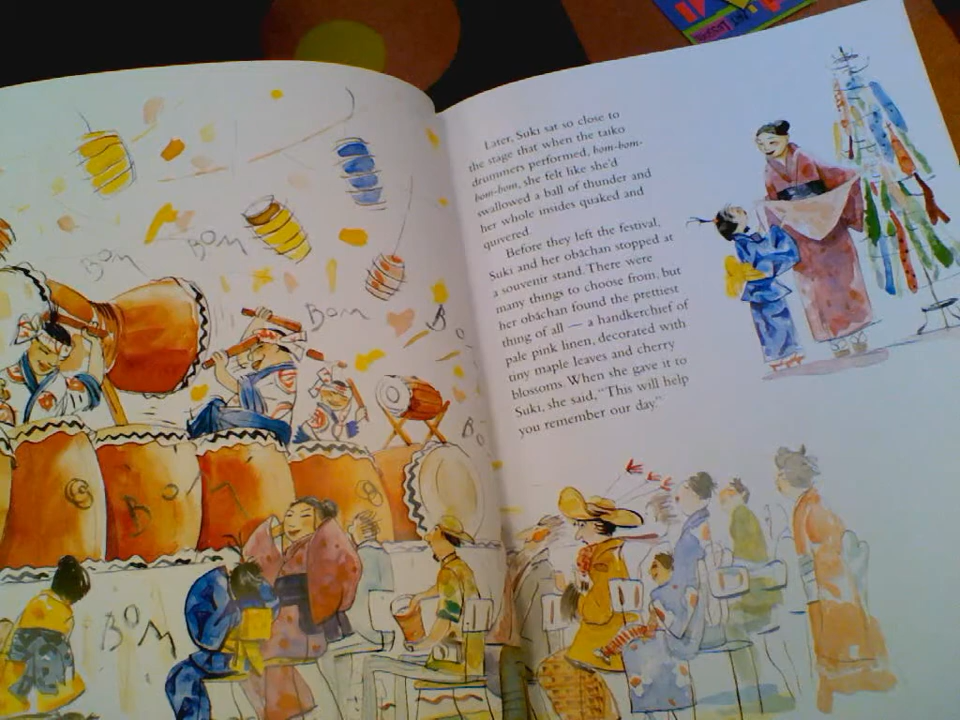 BOM
BOM
BOM
BO
BO
BOM
BOM
Later, Suki sat so close to
the stage that when the taiko
drummers performed, bom-bom-
bom-bom, she felt like she'd
swallowed a ball of thunder and
her whole insides quaked and
quivered.
Before they left the festival,
Suki and her obāchan stopped at
a souvenir stand. There were
many things to choose from, but
her obāchan found the prettiest
thing of all — a handkerchief of
pale pink linen, decorated with
tiny maple leaves and cherry
blossoms. When she gave it to
Suki, she said, "This will help
you remember our day."